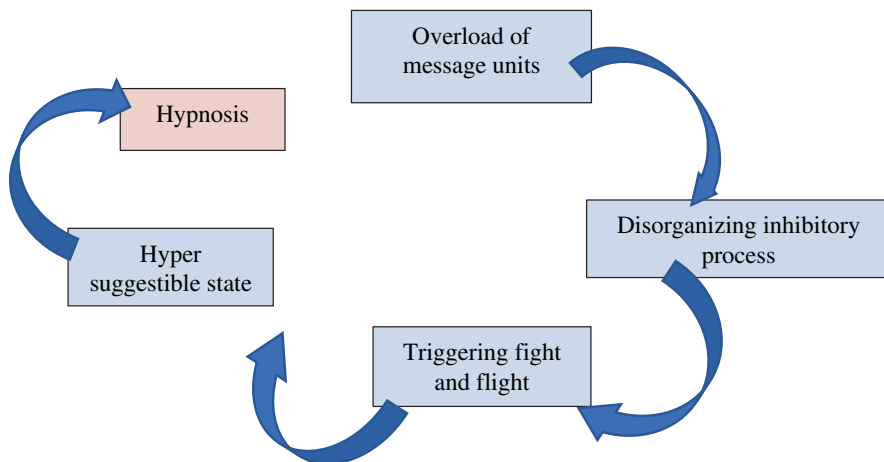 Overload of
message units
Disorganizing inhibitory
process
Triggering fight
and flight
Hyper
suggestible state
Hypnosis